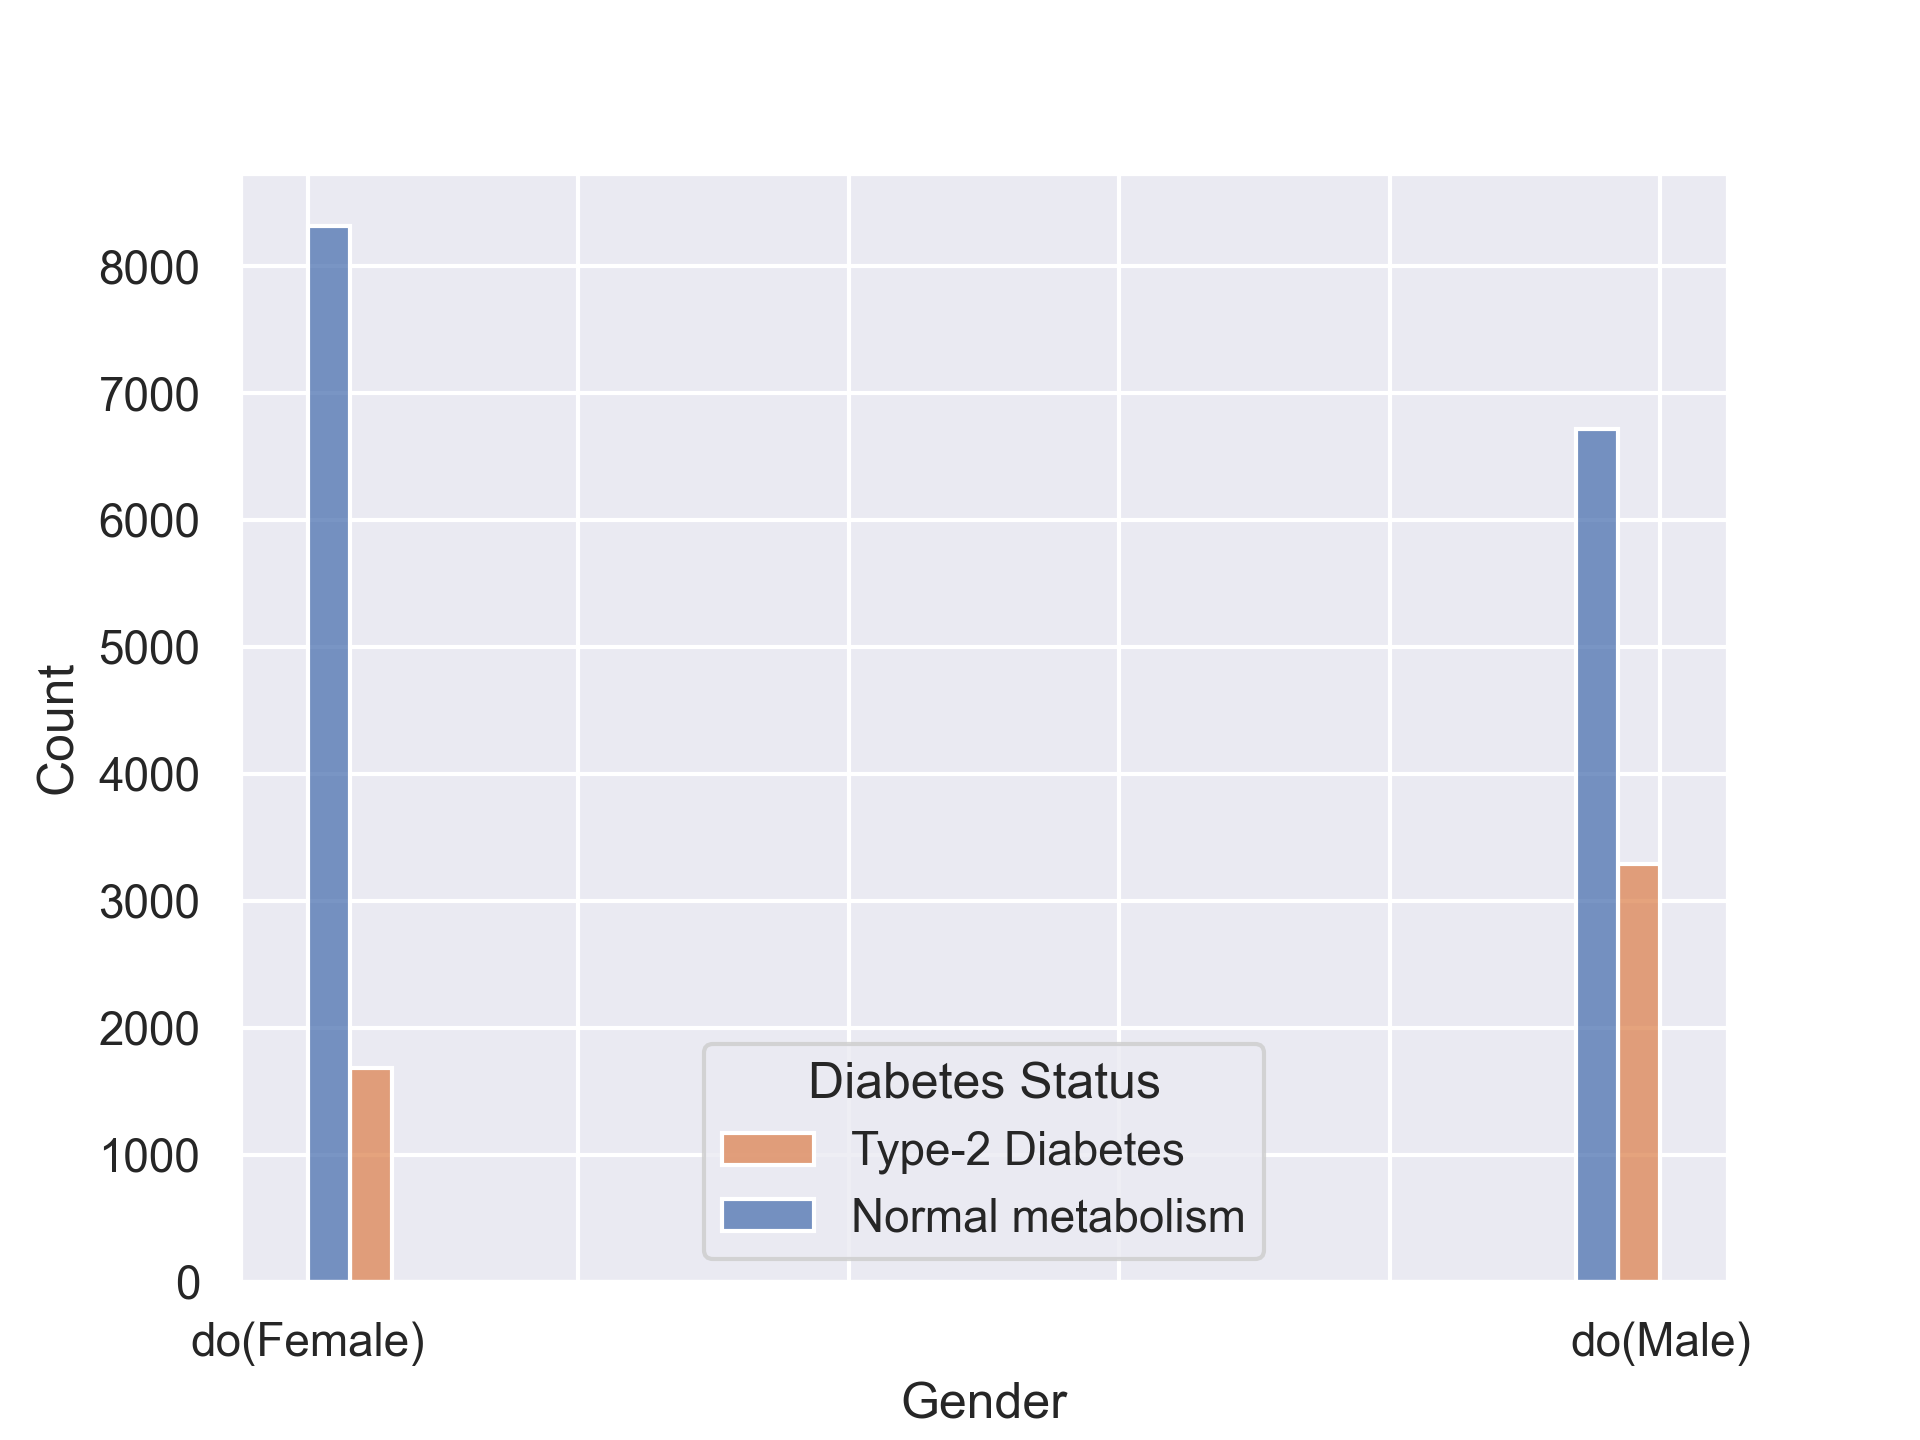 8000
7000
6000
5000
4000
3000
2000
1000
0
Count
Diabetes Status
Type-2 Diabetes
Normal metabolism
do(Female)
do(Male)
Gender